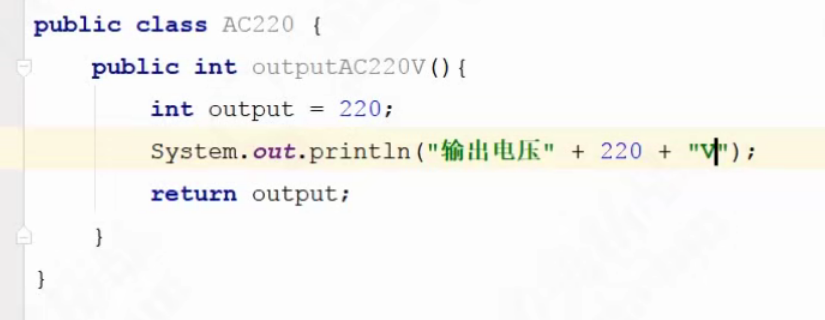 public class AC220 {
public int outputAC220V(){
int output = 220;
System.out.println("输出电压" + 220 + "V");
return output;
}
}